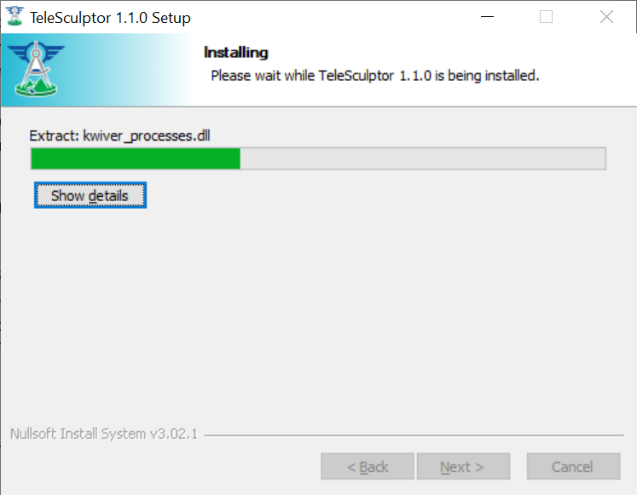 TeleSculptor 1.1.0 Setup
Installing
Please wait while TeleSculptor 1.1.0 is being installed.
Extract: kwiver_processes.dll
Show details
Nullsoft Install System v3.02.1
< Back
Next >
Cancel